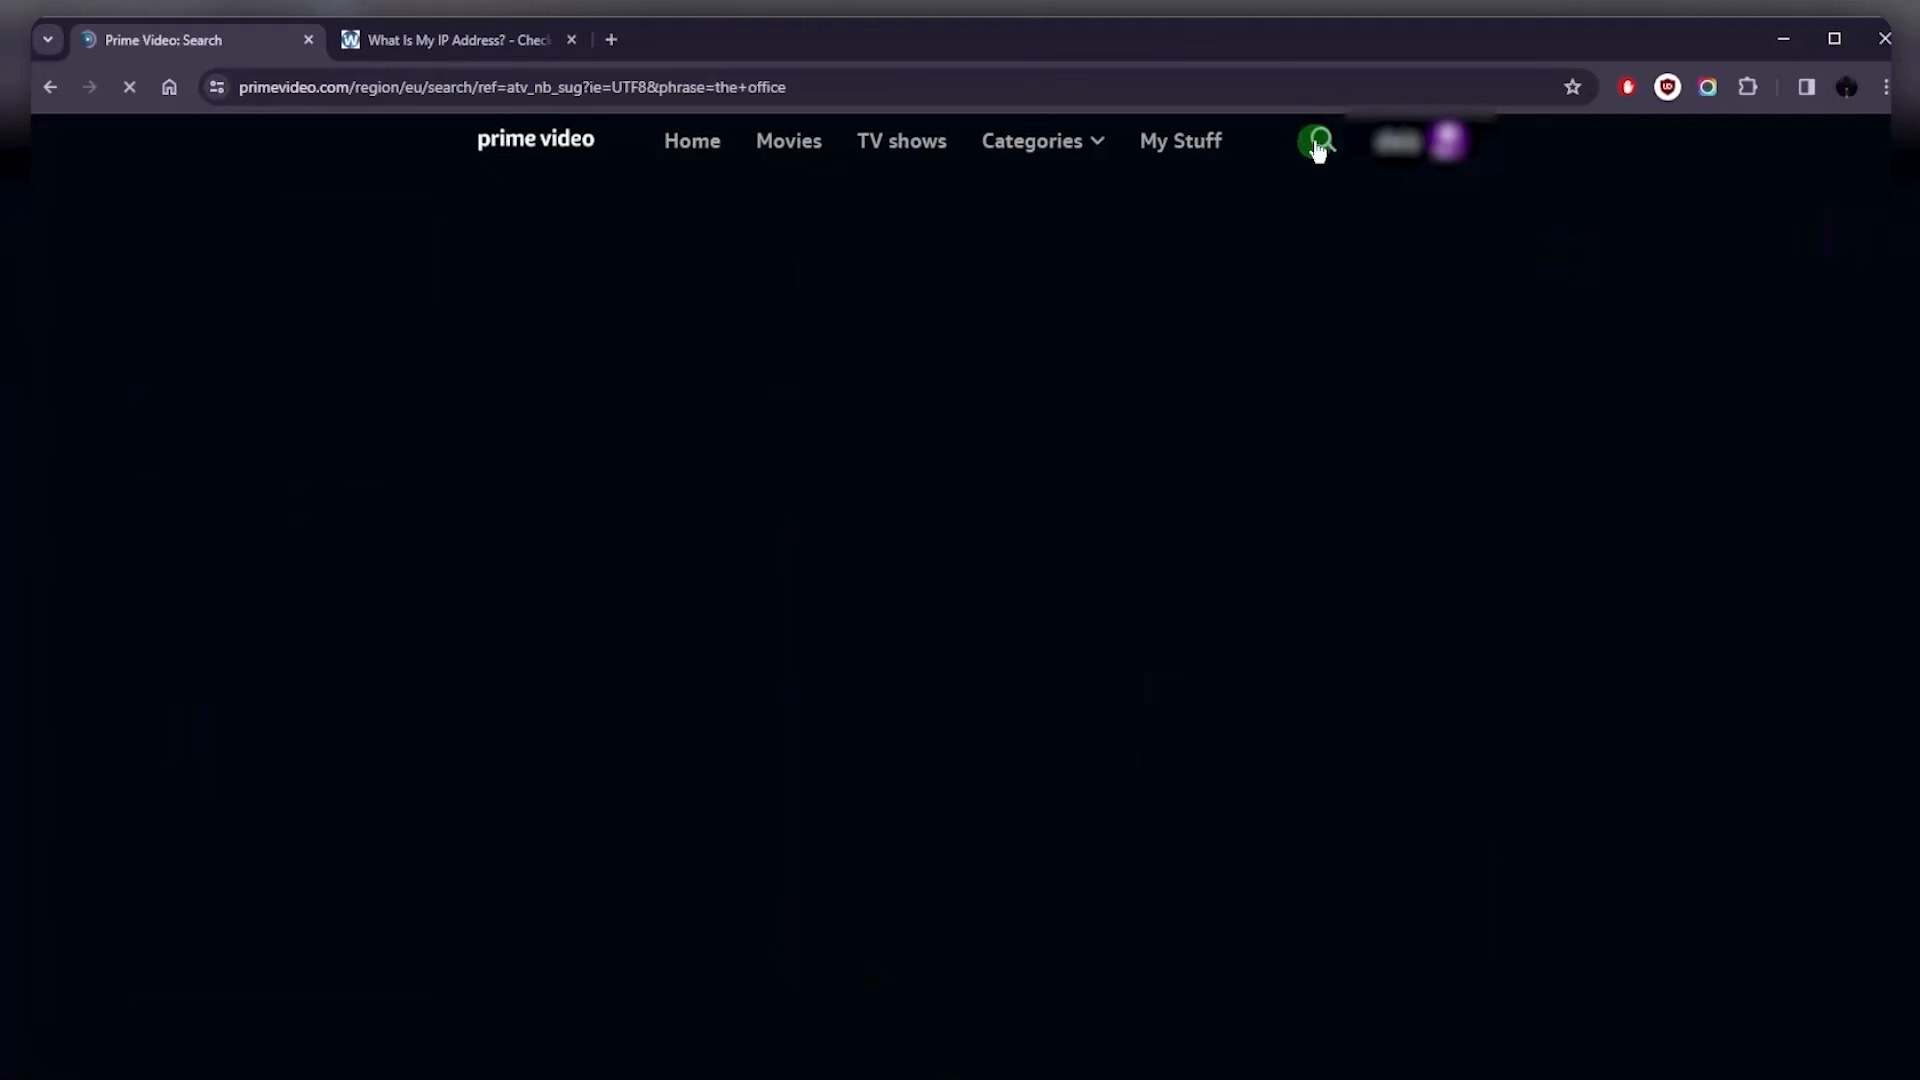 Prime Video: Search
What Is My IP Address? - Chec
primevideo.com/region/eu/search/ref=atv_nb_sug?ie=UTF8&phrase=the+office
prime video
Home
Movies
TV shows
Categories
My Stuff